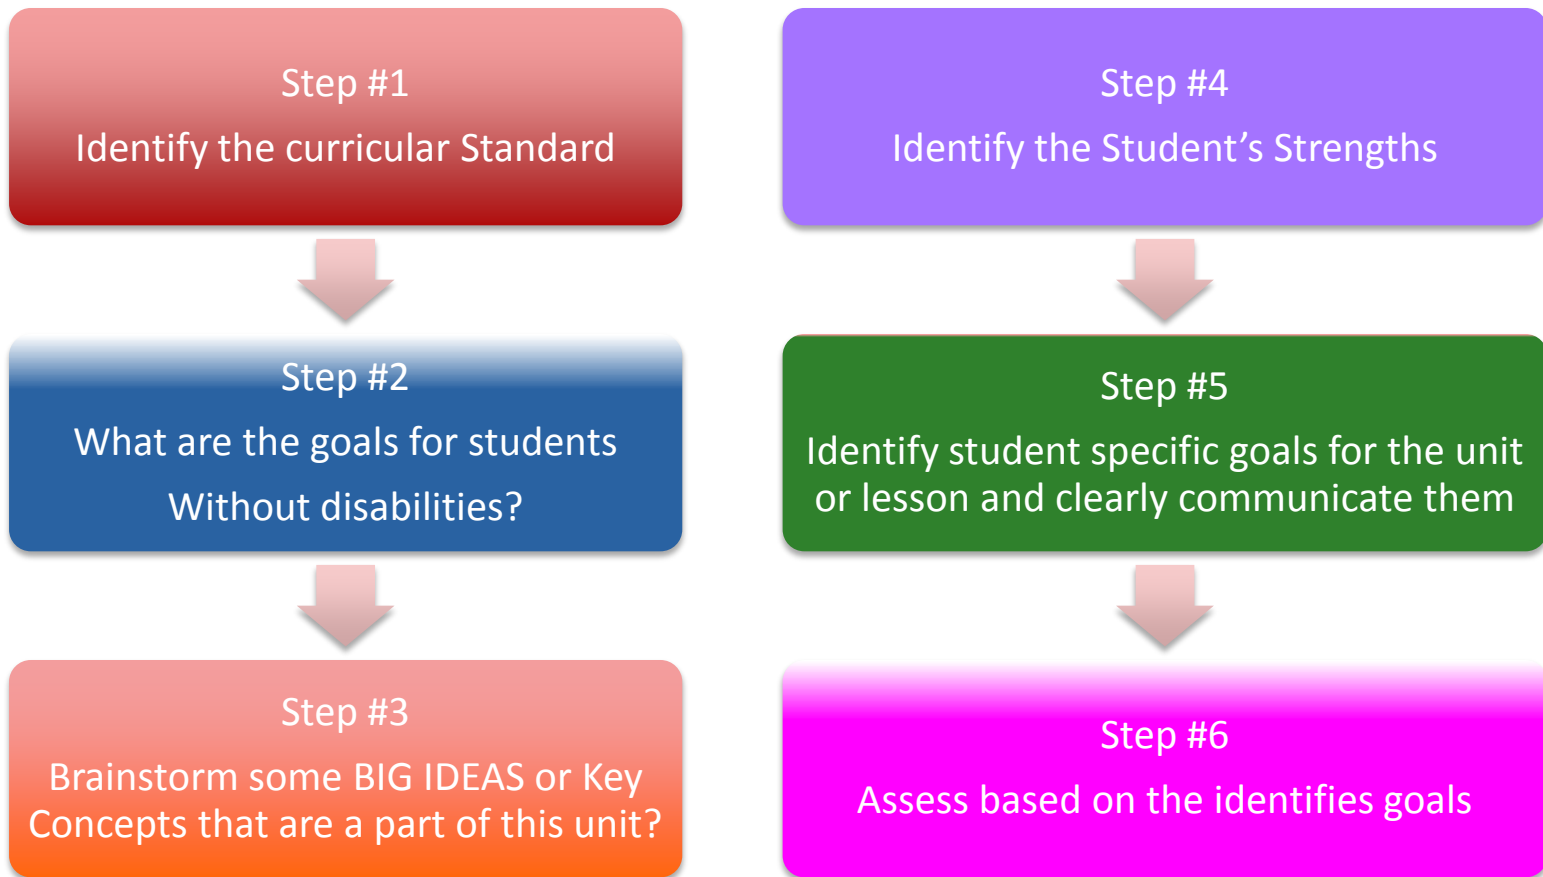 Step #1
Identify the curricular Standard
Step #2
What are the goals for students
Without disabilities?
Step #3
Brainstorm some BIG IDEAS or Key
Concepts that are a part of this unit?
Step #4
Identify the Student’s Strengths
Step #5
Identify student specific goals for the unit
or lesson and clearly communicate them
Step #6
Assess based on the identifies goals